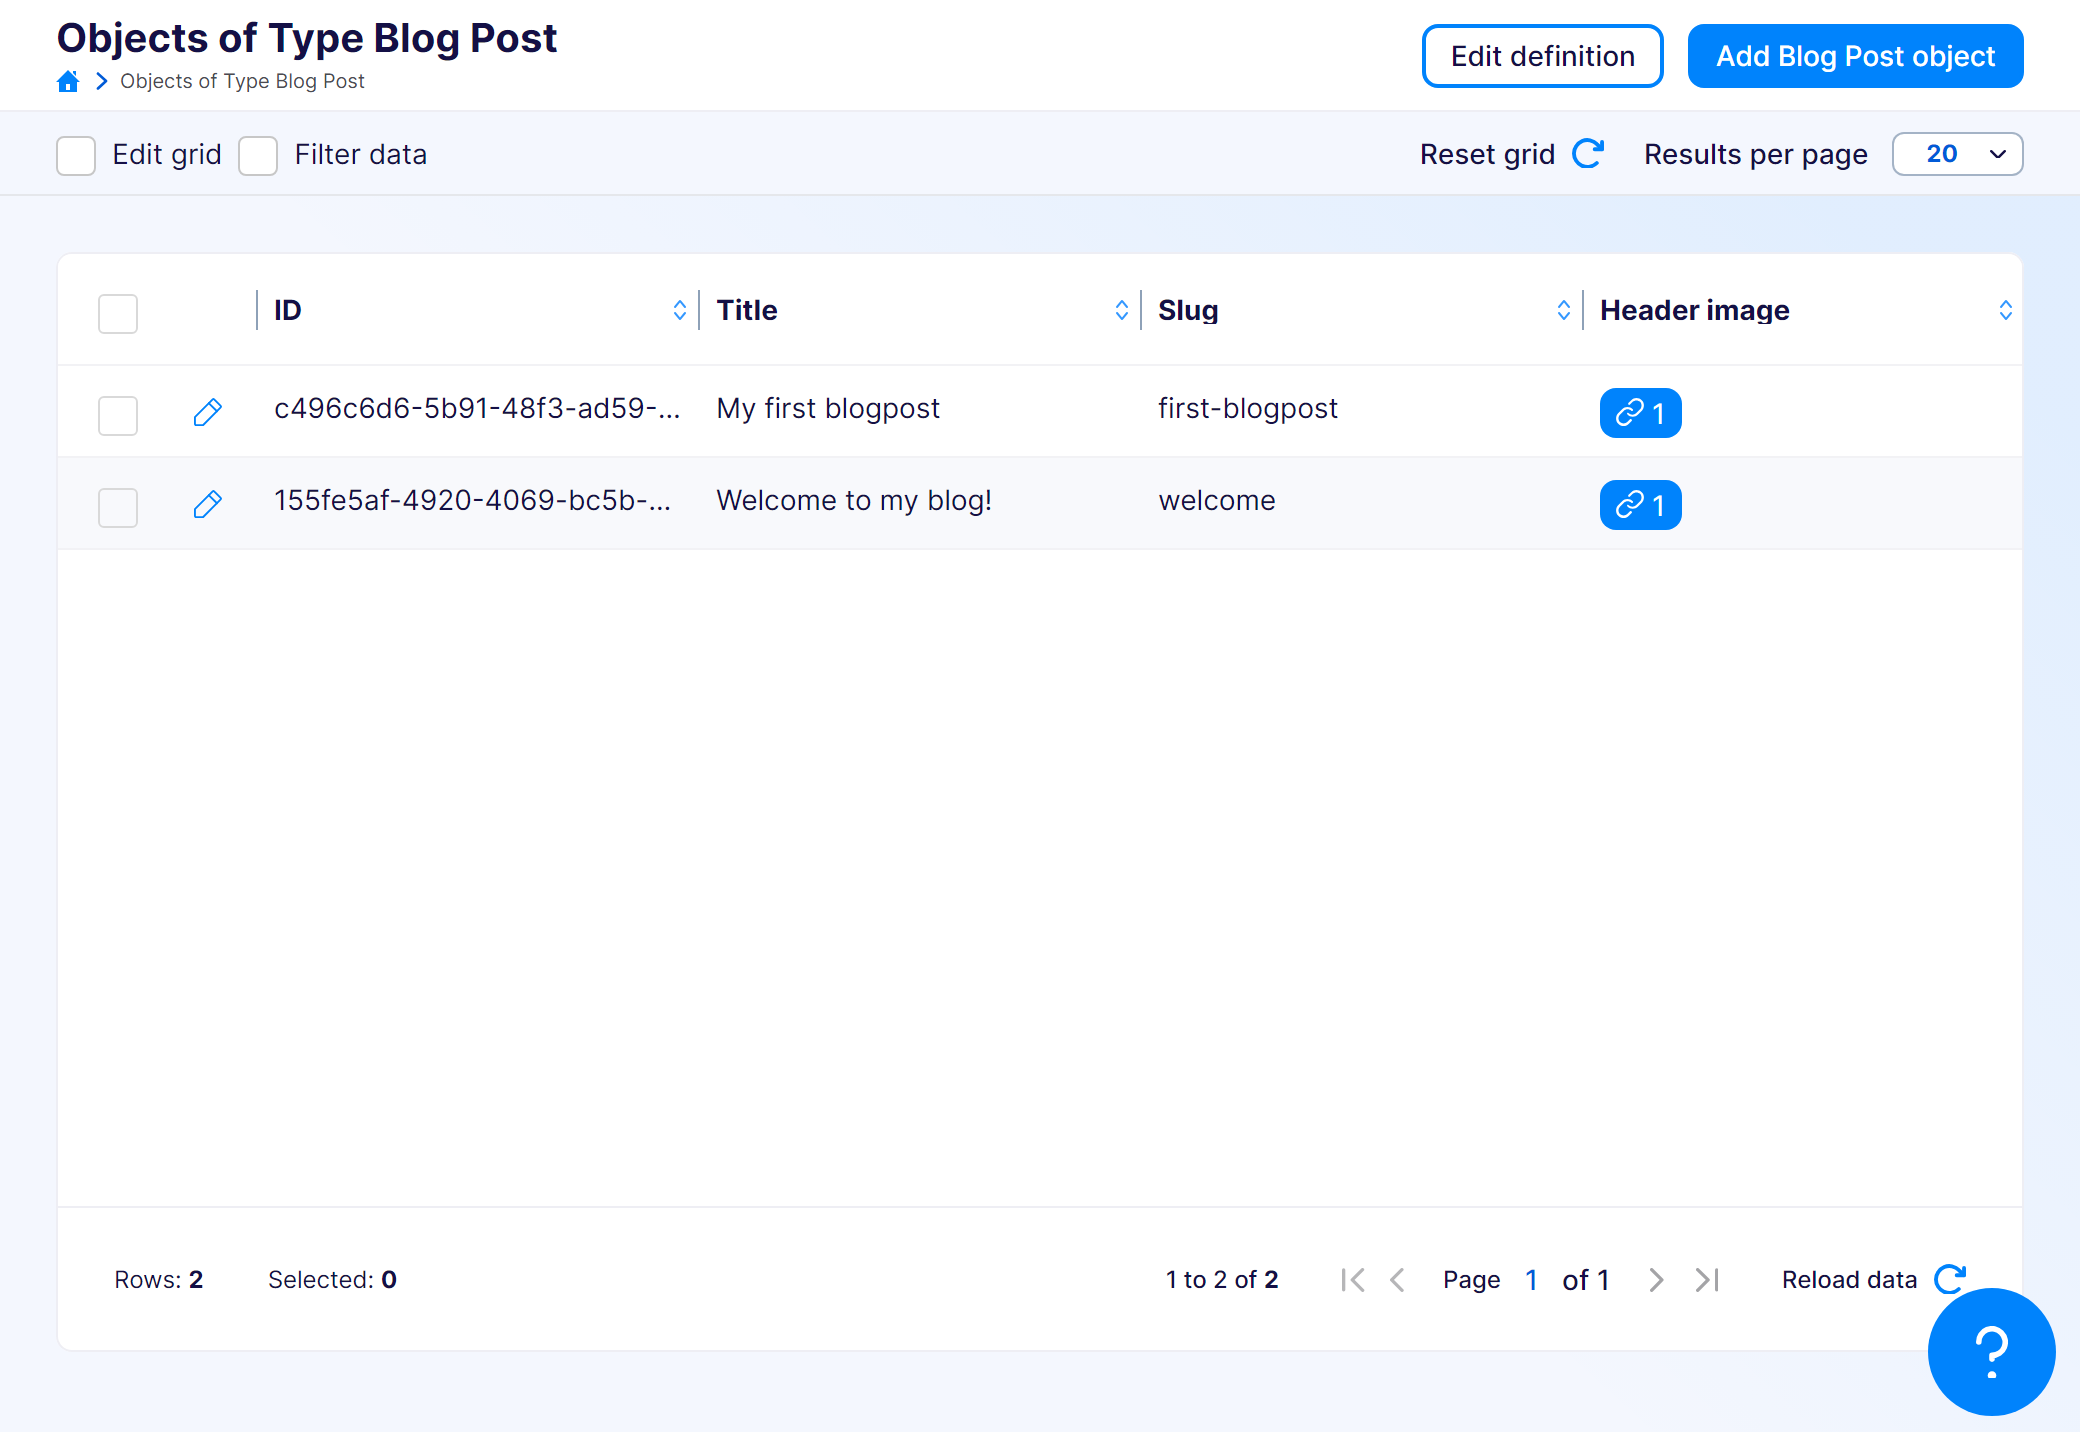 Objects of Type Blog Post
Objects of Type Blog Post
Edit definition
Add Blog Post object
Edit grid
Filter data
Reset grid
Results per page
20
ID
Title
Slug
Header image
c496c6d6-5b91-48f3-ad59-...
My first blogpost
first-blogpost
1
155fe5af-4920-4069-bc5b-...
Welcome to my blog!
welcome
1
Rows: 2
Selected: 0
1 to 2 of 2
Page 1 of 1
Reload data
?